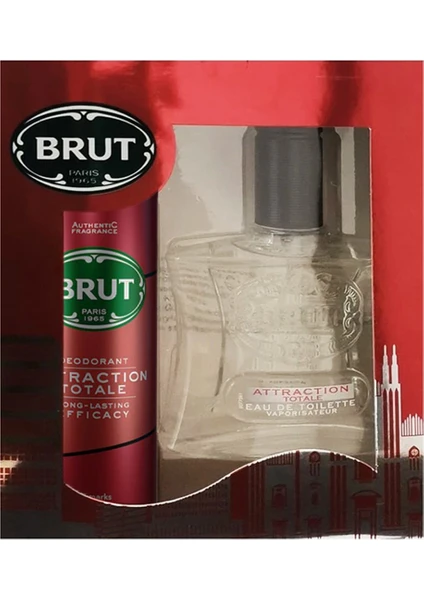 BRUT
PARIS
1965
AUTHENTIC
FRAGRANCE
BRUT
PARIS
1965
DEODORANT
ATTRACTION
TOTALE
LONG-LASTING
EFFICACY
ATTRACTION
TOTALE
EAU DE TOILETTE
VAPORISATEUR